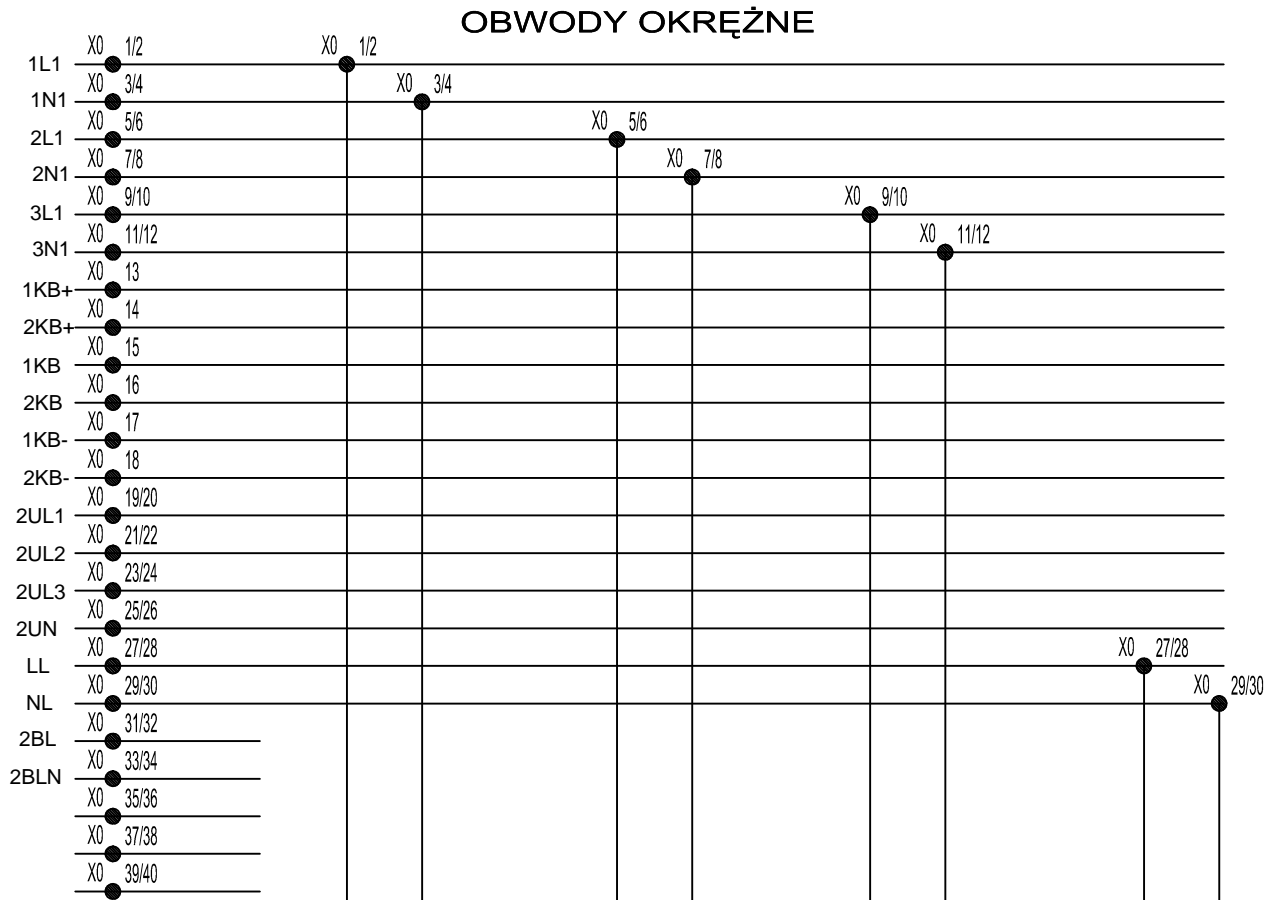 OBWODY OKRĘŻNE
X0 1/2 X0 1/2
1L1
X0 3/4 X0 3/4
1N1
X0 5/6 X0 5/6
2L1
X0 7/8 X0 7/8
2N1
X0 9/10 X0 9/10
3L1
X0 11/12 X0 11/12
3N1
X0 13
1KB+
X0 14
2KB+
X0 15
1KB
X0 16
2KB
X0 17
1KB-
X0 18
2KB-
X0 19/20
2UL1
X0 21/22
2UL2
X0 23/24
2UL3
X0 25/26
2UN
X0 27/28 X0 27/28
LL
X0 29/30 X0 29/30
NL
X0 31/32
2BL
X0 33/34
2BLN
X0 35/36
X0 37/38
X0 39/40